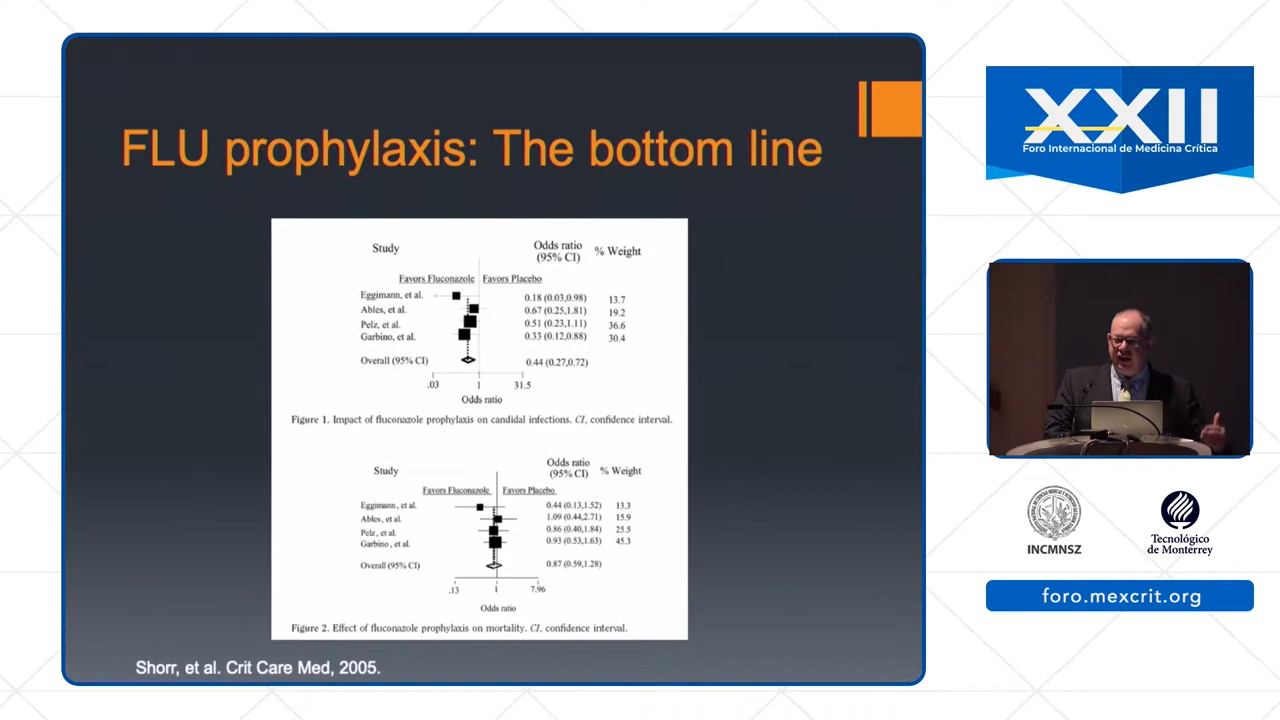 FLU prophylaxis: The bottom line
Study
Odds ratio
(95% CI)
% Weight
Favors Fluconazole
Favors Placebo
Eggimann, et al.
0.18 (0.03,0.98)
13.7
Ables, et al.
0.67 (0.25,1.81)
19.2
Pelz, et al.
0.51 (0.23,1.11)
36.6
Garbino, et al.
0.33 (0.12,0.88)
30.4
Overall (95% CI)
0.44 (0.27,0.72)
.03
1
31.5
Odds ratio
Figure 1. Impact of fluconazole prophylaxis on candidal infections. CI, confidence interval.
Study
Odds ratio
(95% CI)
% Weight
Favors Fluconazole
Favors Placebo
Eggimann, et al.
0.44 (0.13,1.52)
13.3
Ables, et al.
1.09 (0.44,2.71)
15.9
Pelz, et al.
0.86 (0.40,1.84)
25.5
Garbino, et al.
0.93 (0.53,1.63)
45.3
Overall (95% CI)
0.87 (0.59,1.28)
.13
1
7.96
Odds ratio
Figure 2. Effect of fluconazole prophylaxis on mortality. CI, confidence interval.
Shorr, et al. Crit Care Med, 2005.
XXII
Foro Internacional de Medicina Crítica
INCMNSZ
Tecnológico
de Monterrey
foro.mexcrit.org